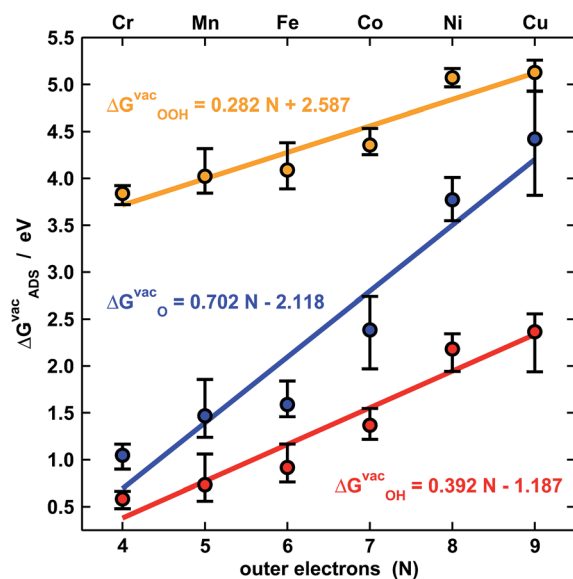 Cr Mn Fe Co Ni Cu
5.5
5.0
4.5
4.0
3.5
3.0
2.5
2.0
1.5
1.0
0.5
ΔG^vac_ADS / eV
ΔG^vac_OOH = 0.282 N + 2.587
ΔG^vac_O = 0.702 N - 2.118
ΔG^vac_OH = 0.392 N - 1.187
4 5 6 7 8 9
outer electrons (N)